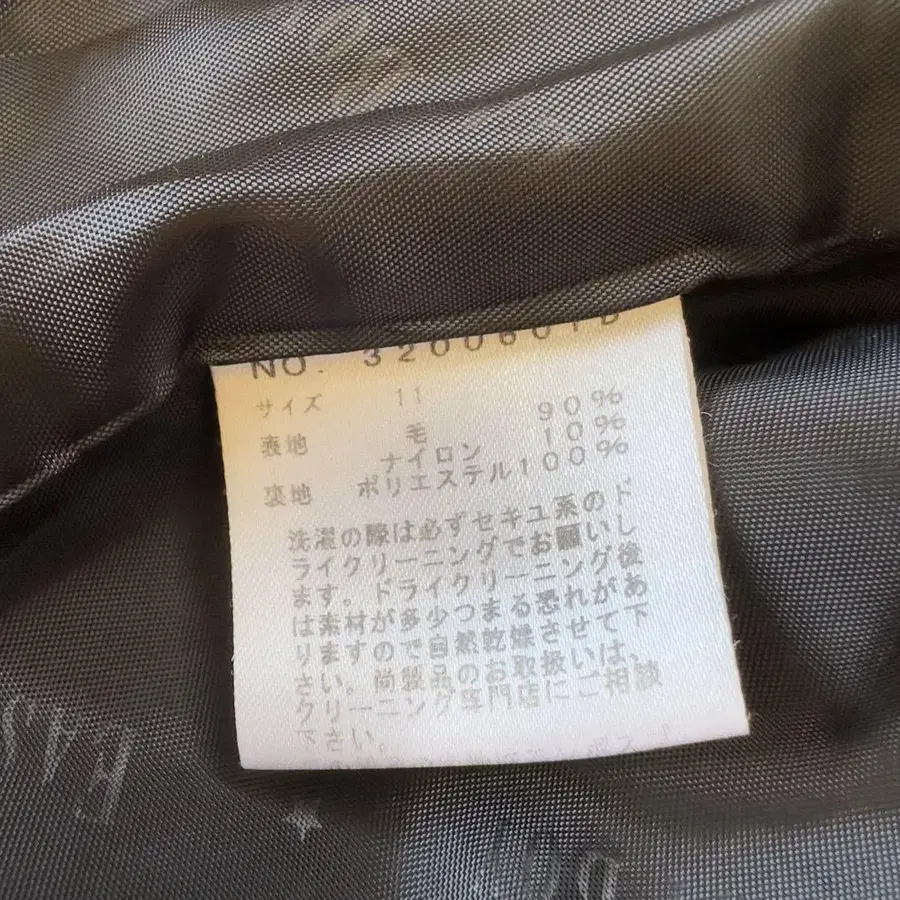 NO. 3200601B
サイズ 11
表地 毛 90%
ナイロン 10%
裏地 ポリエステル100%
洗濯の際は必ずセキユ系のド
ライクリーニングでお願いし
ます。ドライクリーニング後
は素材が多少つまる恐れがあ
りますので自然乾燥させて下
さい。尚製品のお取扱いは、
クリーニング専門店にご相談
下さい。